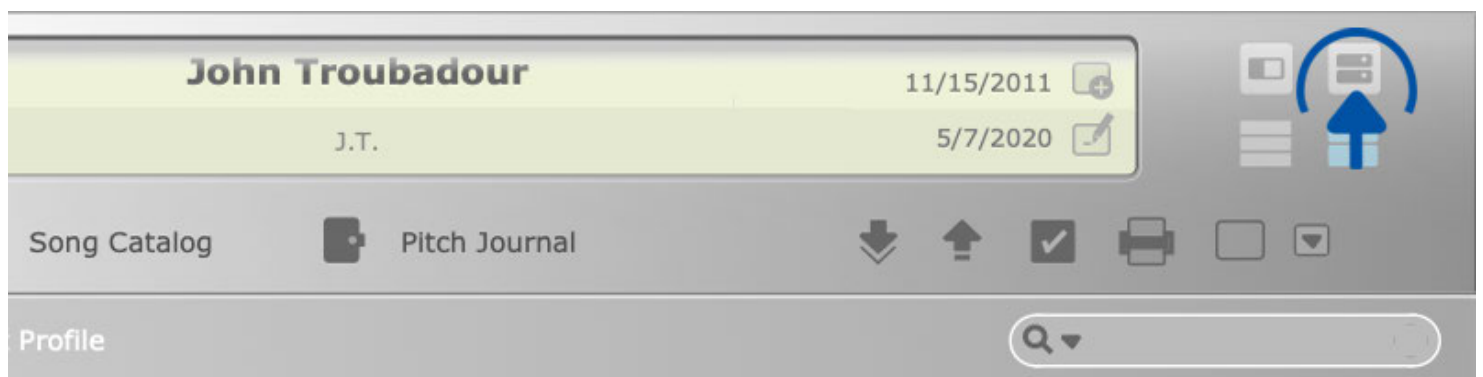 John Troubadour
11/15/2011
J.T.
5/7/2020
Song Catalog
Pitch Journal
Profile